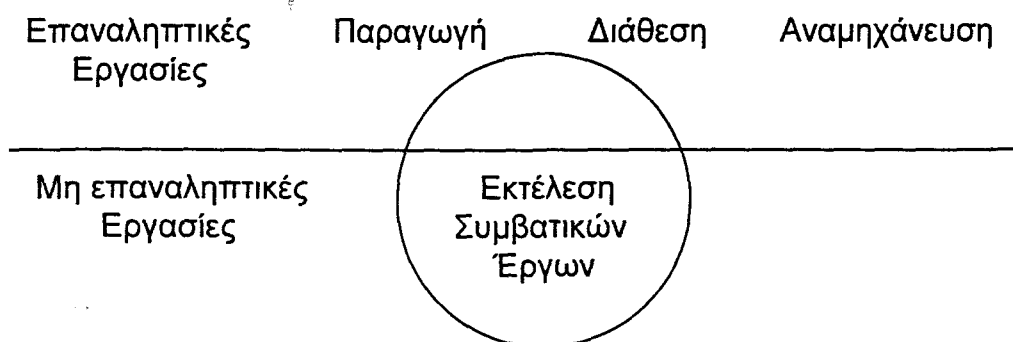 Επαναληπτικές Παραγωγή Διάθεση Αναμηχάνευση
Εργασίες
Μη επαναληπτικές Εκτέλεση
Εργασίες Συμβατικών
Έργων